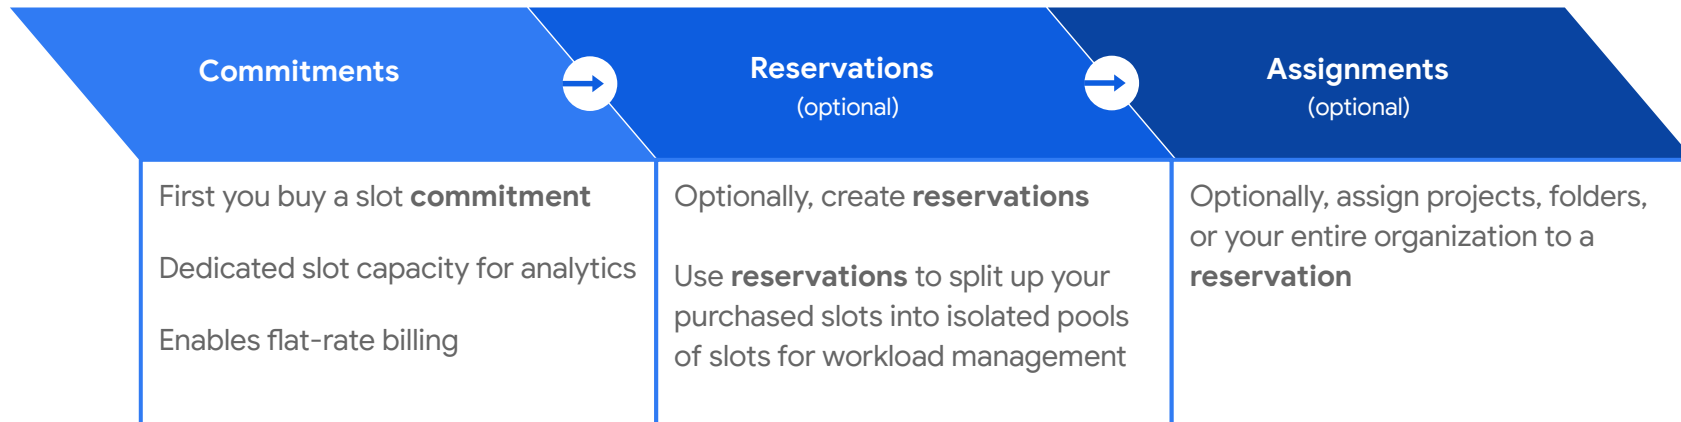 Commitments
Reservations
(optional)
Assignments
(optional)
First you buy a slot commitment
Dedicated slot capacity for analytics
Enables flat-rate billing
Optionally, create reservations
Use reservations to split up your
purchased slots into isolated pools
of slots for workload management
Optionally, assign projects, folders,
or your entire organization to a
reservation